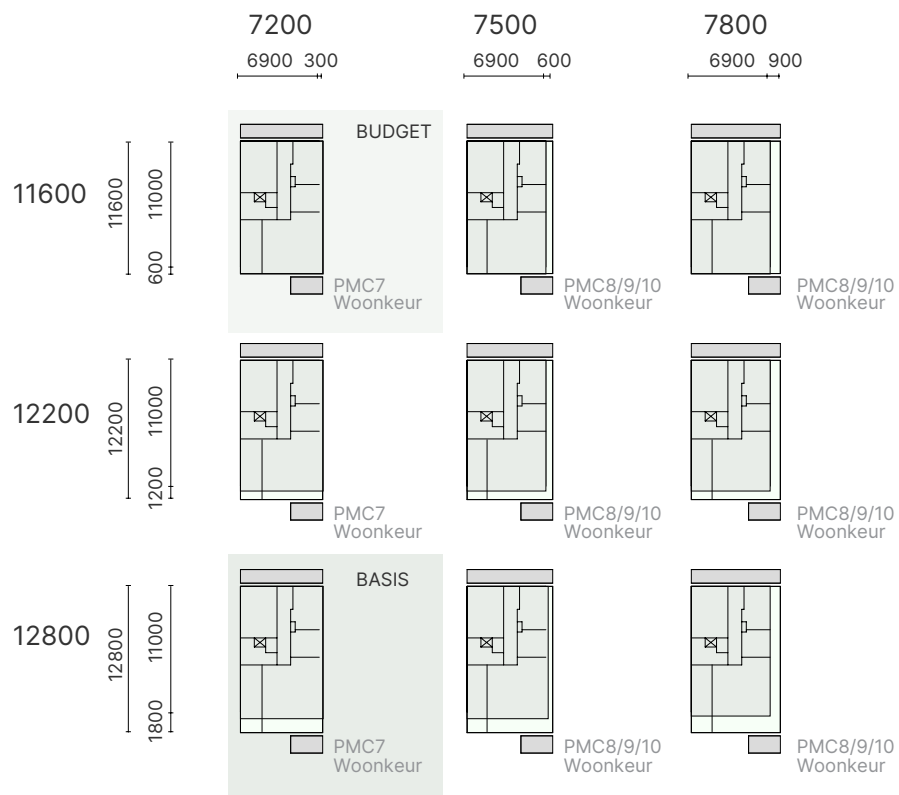 7200
7500
7800
6900 300
6900 600
6900 900
BUDGET
11600
11600
11000
600
PMC7
Woonkeur
PMC8/9/10
Woonkeur
PMC8/9/10
Woonkeur
12200
12200
11000
1200
PMC7
Woonkeur
PMC8/9/10
Woonkeur
PMC8/9/10
Woonkeur
BASIS
12800
12800
11000
1800
PMC7
Woonkeur
PMC8/9/10
Woonkeur
PMC8/9/10
Woonkeur